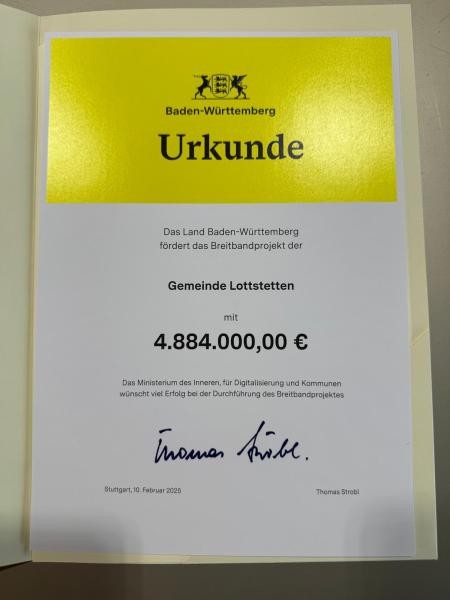 Baden-Württemberg
Urkunde
Das Land Baden-Württemberg
fördert das Breitbandprojekt der
Gemeinde Lottstetten
mit
4.884.000,00 €
Das Ministerium des Inneren, für Digitalisierung und Kommunen
wünscht viel Erfolg bei der Durchführung des Breitbandprojektes
Thomas Strobl.
Stuttgart, 10. Februar 2025 Thomas Strobl